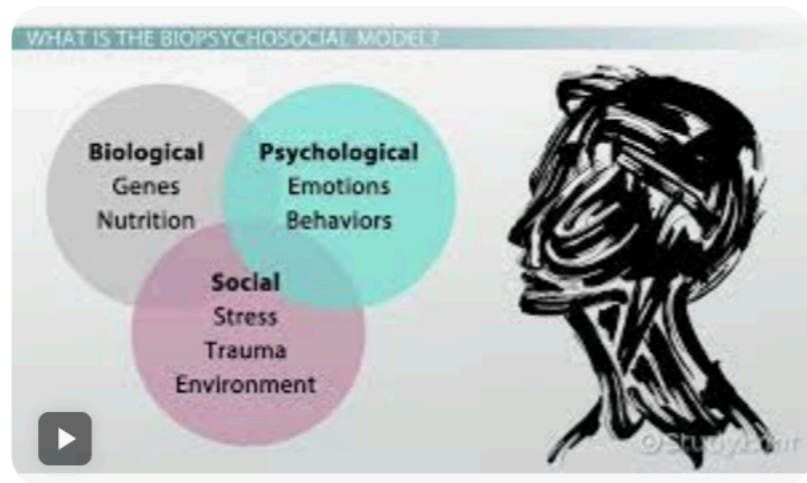 WHAT IS THE BIOPSYCHOSOCIAL MODEL?
Biological
Genes
Nutrition
Psychological
Emotions
Behaviors
Social
Stress
Trauma
Environment